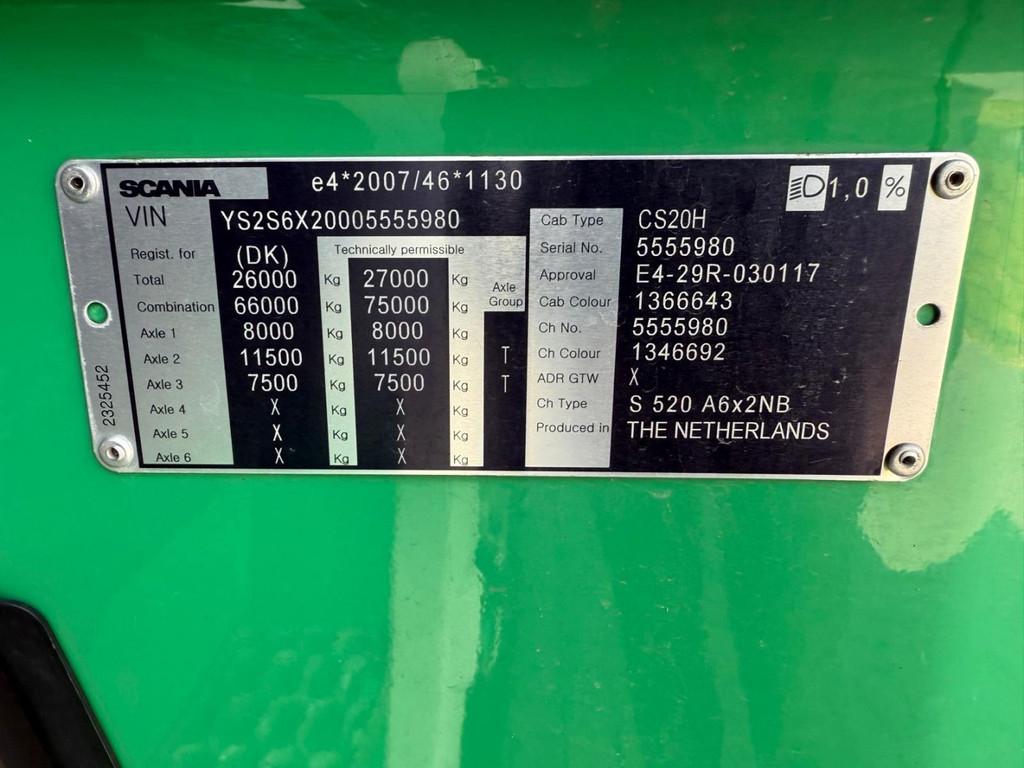 SCANIA e4*2007/46*1130 1,0 %
VIN YS2S6X20005555980
Regist. for (DK) Technically permissible
Total 26000 Kg 27000 Kg Axle Group
Combination 66000 Kg 75000 Kg
Axle 1 8000 Kg 8000 Kg
Axle 2 11500 Kg 11500 Kg T
Axle 3 7500 Kg 7500 Kg T
Axle 4 X Kg X Kg
Axle 5 X Kg X Kg
Axle 6 X Kg X Kg
Cab Type CS20H
Serial No. 5555980
Approval E4-29R-030117
Cab Colour 1366643
Ch No. 5555980
Ch Colour 1346692
ADR GTW X
Ch Type S 520 A6x2NB
Produced in THE NETHERLANDS
2325452